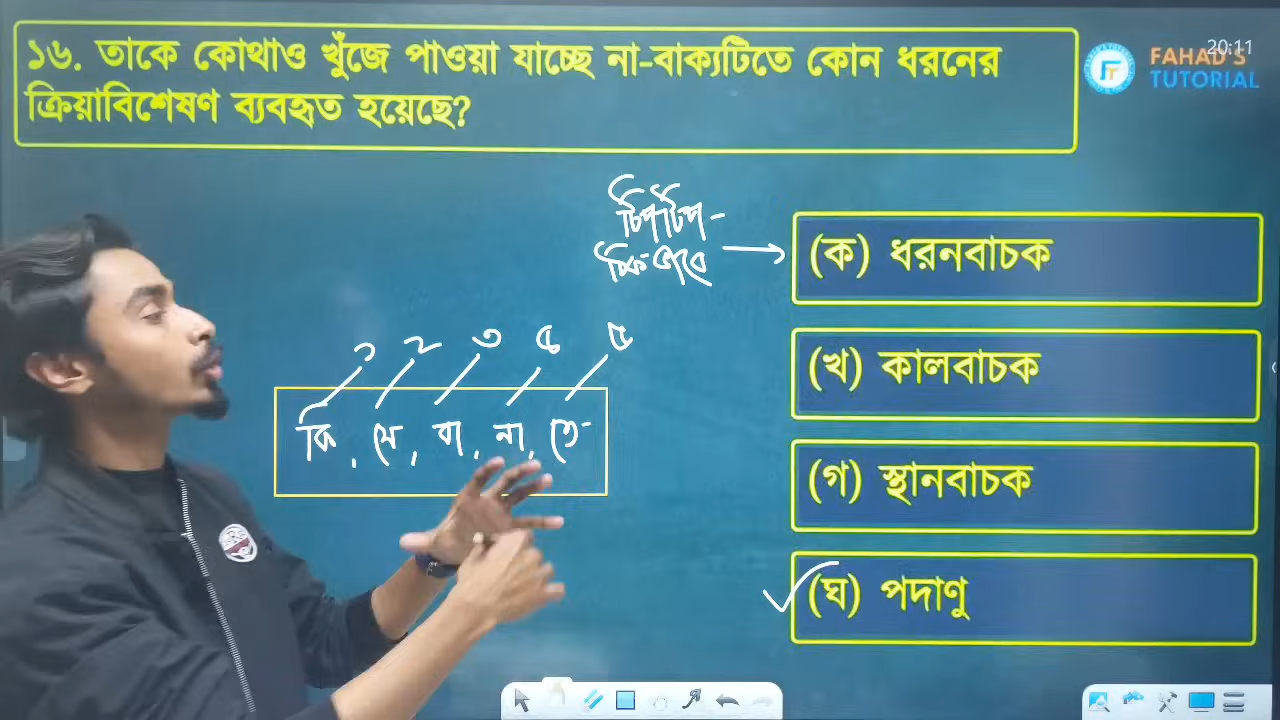 ১৬. তাকে কোথাও খুঁজে পাওয়া যাচ্ছে না-বাক্যটিতে কোন ধরনের
ক্রিয়াবিশেষণ ব্যবহৃত হয়েছে?
20:11
FAHAD'S
TUTORIAL
টিপটিপ-
ঠিকভাবে →
(ক) ধরনবাচক
(খ) কালবাচক
(গ) স্থানবাচক
(ঘ) পদাণু
১ ২ ৩ ৪ ৫
কি, যে, বা, না, তো